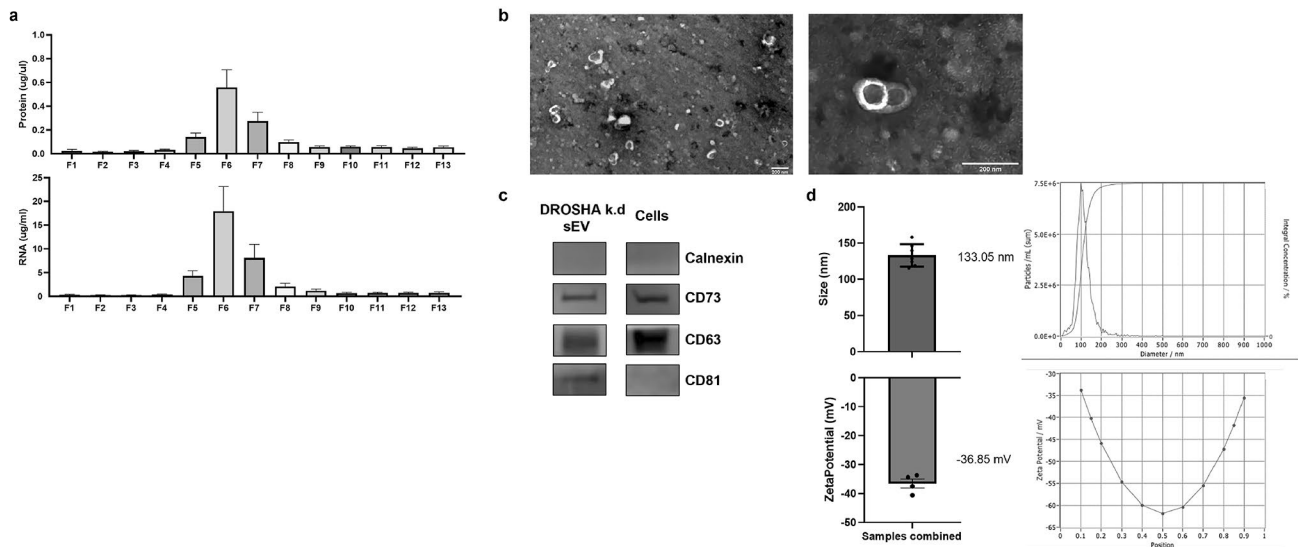 a
Protein (ug/ul)
1.0
0.8
0.6
0.4
0.2
0.0
F1 F2 F3 F4 F5 F6 F7 F8 F9 F10 F11 F12 F13
RNA (ug/ml)
25
20
15
10
5
0
F1 F2 F3 F4 F5 F6 F7 F8 F9 F10 F11 F12 F13
b
200 nm
200 nm
c
DROSHA k.d
sEV
Cells
Calnexin
CD73
CD63
CD81
d
Size (nm)
200
150
100
50
0
133.05 nm
ZetaPotential (mV)
0
-10
-20
-30
-40
-50
-36.85 mV
Samples combined
Particles /mL (sum)
7.5E+6
5.0E+6
2.5E+6
0.0E+0
0
0 100 200 300 400 500 600 700 800 900 1000
Diameter / nm
Integral Concentration / %
Zeta Potential / mV
-30
-35
-40
-45
-50
-55
-60
-65
0 0.1 0.2 0.3 0.4 0.5 0.6 0.7 0.8 0.9 1
Position